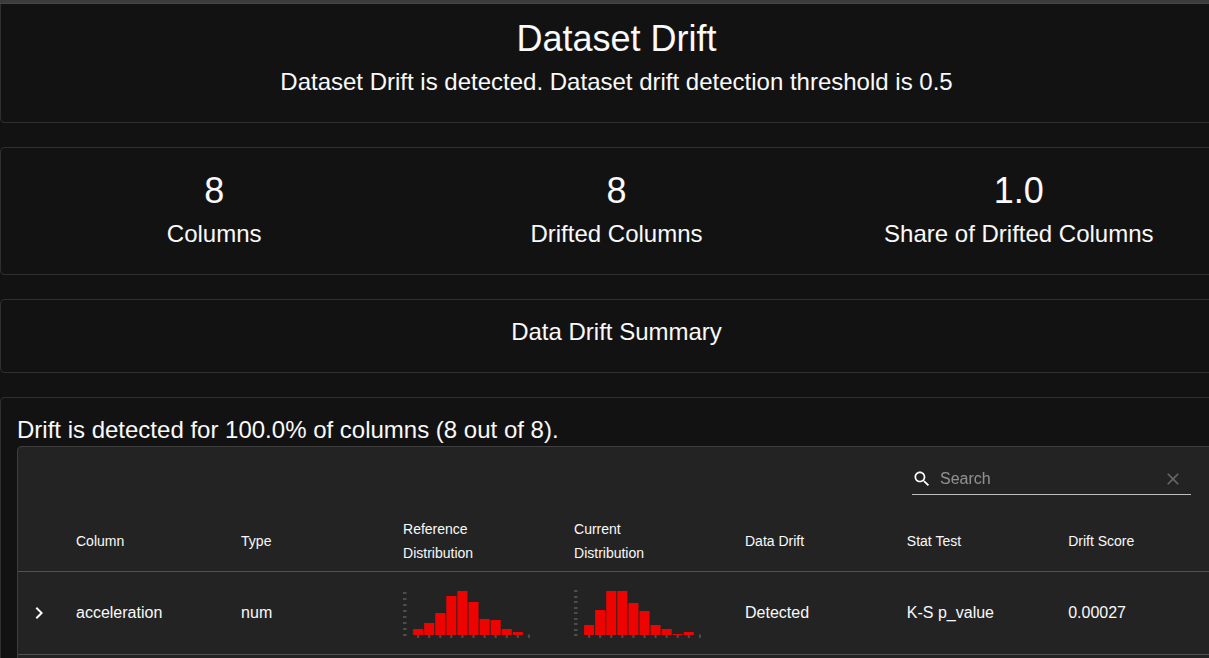 Dataset Drift
Dataset Drift is detected. Dataset drift detection threshold is 0.5
8
Columns
8
Drifted Columns
1.0
Share of Drifted Columns
Data Drift Summary
Drift is detected for 100.0% of columns (8 out of 8).
Search
Column
Type
Reference
Distribution
Current
Distribution
Data Drift
Stat Test
Drift Score
acceleration
num
Detected
K-S p_value
0.00027